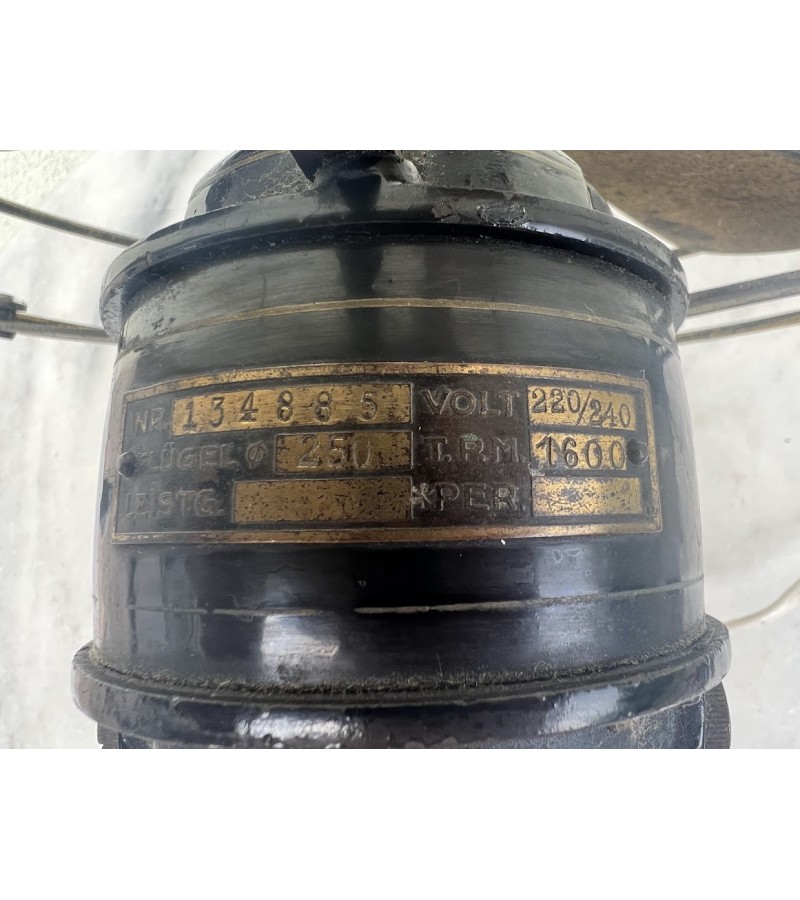 NR. 134885 VOLT 220/240
FLÜGEL Ø 250 T.P.M. 1600
LEISTG. *PER.